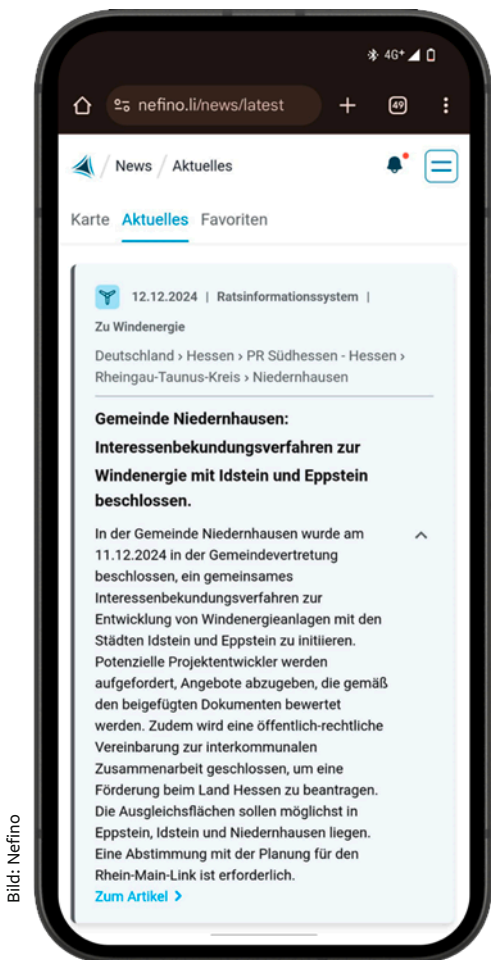 4G+
nefino.li/news/latest
49
News / Aktuelles
Karte Aktuelles Favoriten
12.12.2024 | Ratsinformationssystem |
Zu Windenergie
Deutschland › Hessen › PR Südhessen - Hessen ›
Rheingau-Taunus-Kreis › Niedernhausen
Gemeinde Niedernhausen:
Interessenbekundungsverfahren zur
Windenergie mit Idstein und Eppstein
beschlossen.
In der Gemeinde Niedernhausen wurde am
11.12.2024 in der Gemeindevertretung
beschlossen, ein gemeinsames
Interessenbekundungsverfahren zur
Entwicklung von Windenergieanlagen mit den
Städten Idstein und Eppstein zu initiieren.
Potenzielle Projektentwickler werden
aufgefordert, Angebote abzugeben, die gemäß
den beigefügten Dokumenten bewertet
werden. Zudem wird eine öffentlich-rechtliche
Vereinbarung zur interkommunalen
Zusammenarbeit geschlossen, um eine
Förderung beim Land Hessen zu beantragen.
Die Ausgleichsflächen sollen möglichst in
Eppstein, Idstein und Niedernhausen liegen.
Eine Abstimmung mit der Planung für den
Rhein-Main-Link ist erforderlich.
Zum Artikel >
Bild: Nefino